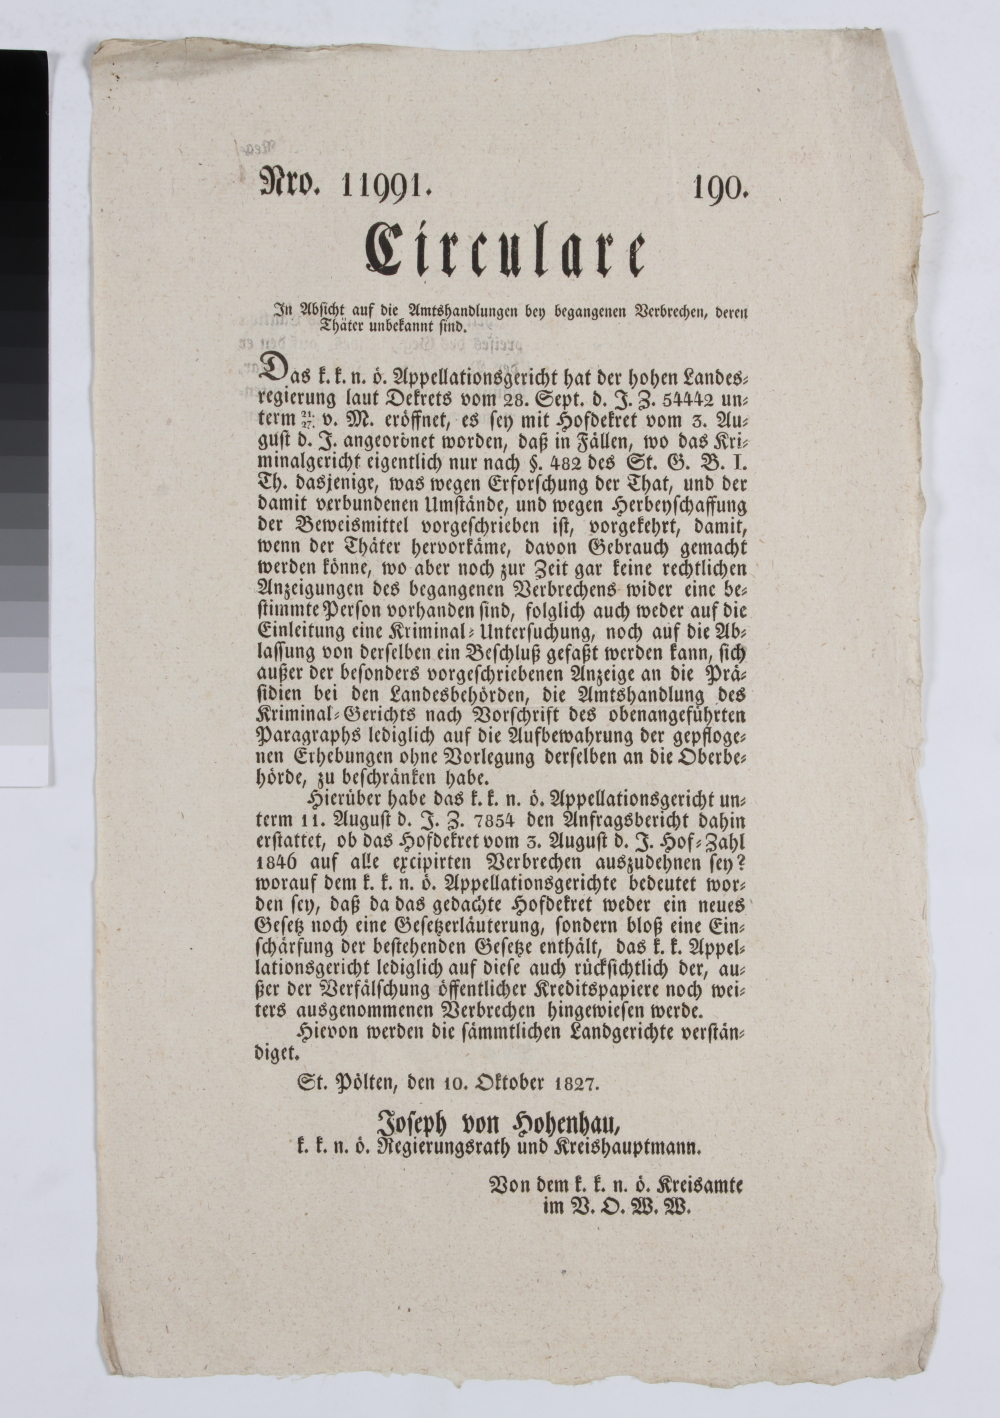 Nro. 11991. 190.
Circulare
In Absicht auf die Amtshandlungen bey begangenen Verbrechen, deren
Thäter unbekannt sind.
Das k. k. n. ö. Appellationsgericht hat der hohen Landes-
regierung laut Dekrets vom 28. Sept. d. J. Z. 54442 un-
term 21/27. v. M. eröffnet, es sey mit Hofdekret vom 3. Au-
gust d. J. angeordnet worden, daß in Fällen, wo das Kri-
minalgericht eigentlich nur nach §. 482 des St. G. B. I.
Th. dasjenige, was wegen Erforschung der That, und der
damit verbundenen Umstände, und wegen Herbeyschaffung
der Beweismittel vorgeschrieben ist, vorgekehrt, damit,
wenn der Thäter hervorkäme, davon Gebrauch gemacht
werden könne, wo aber noch zur Zeit gar keine rechtlichen
Anzeigungen des begangenen Verbrechens wider eine be-
stimmte Person vorhanden sind, folglich auch weder auf die
Einleitung eine Kriminal-Untersuchung, noch auf die Ab-
lassung von derselben ein Beschluß gefaßt werden kann, sich
außer der besonders vorgeschriebenen Anzeige an die Prä-
sidien bei den Landesbehörden, die Amtshandlung des
Kriminal-Gerichts nach Vorschrift des obenangeführten
Paragraphs lediglich auf die Aufbewahrung der gepfloge-
nen Erhebungen ohne Vorlegung derselben an die Oberbe-
hörde, zu beschränken habe.
Hierüber habe das k. k. n. ö. Appellationsgericht un-
term 11. August d. J. Z. 7854 den Anfragsbericht dahin
erstattet, ob das Hofdekret vom 3. August d. J. Hof-Zahl
1846 auf alle excipirten Verbrechen auszudehnen sey?
worauf dem k. k. n. ö. Appellationsgerichte bedeutet wor-
den sey, daß da das gedachte Hofdekret weder ein neues
Gesetz noch eine Gesetzerläuterung, sondern bloß eine Ein-
schärfung der bestehenden Gesetze enthält, das k. k. Appel-
lationsgericht lediglich auf diese auch rücksichtlich der, au-
ßer der Verfälschung öffentlicher Kreditspapiere noch wei-
ters ausgenommenen Verbrechen hingewiesen werde.
Hievon werden die sämmtlichen Landgerichte verstän-
diget.
St. Pölten, den 10. Oktober 1827.
Joseph von Hohenhau,
k. k. n. ö. Regierungsrath und Kreishauptmann.
Von dem k. k. n. ö. Kreisamte
im V. O. W. W.